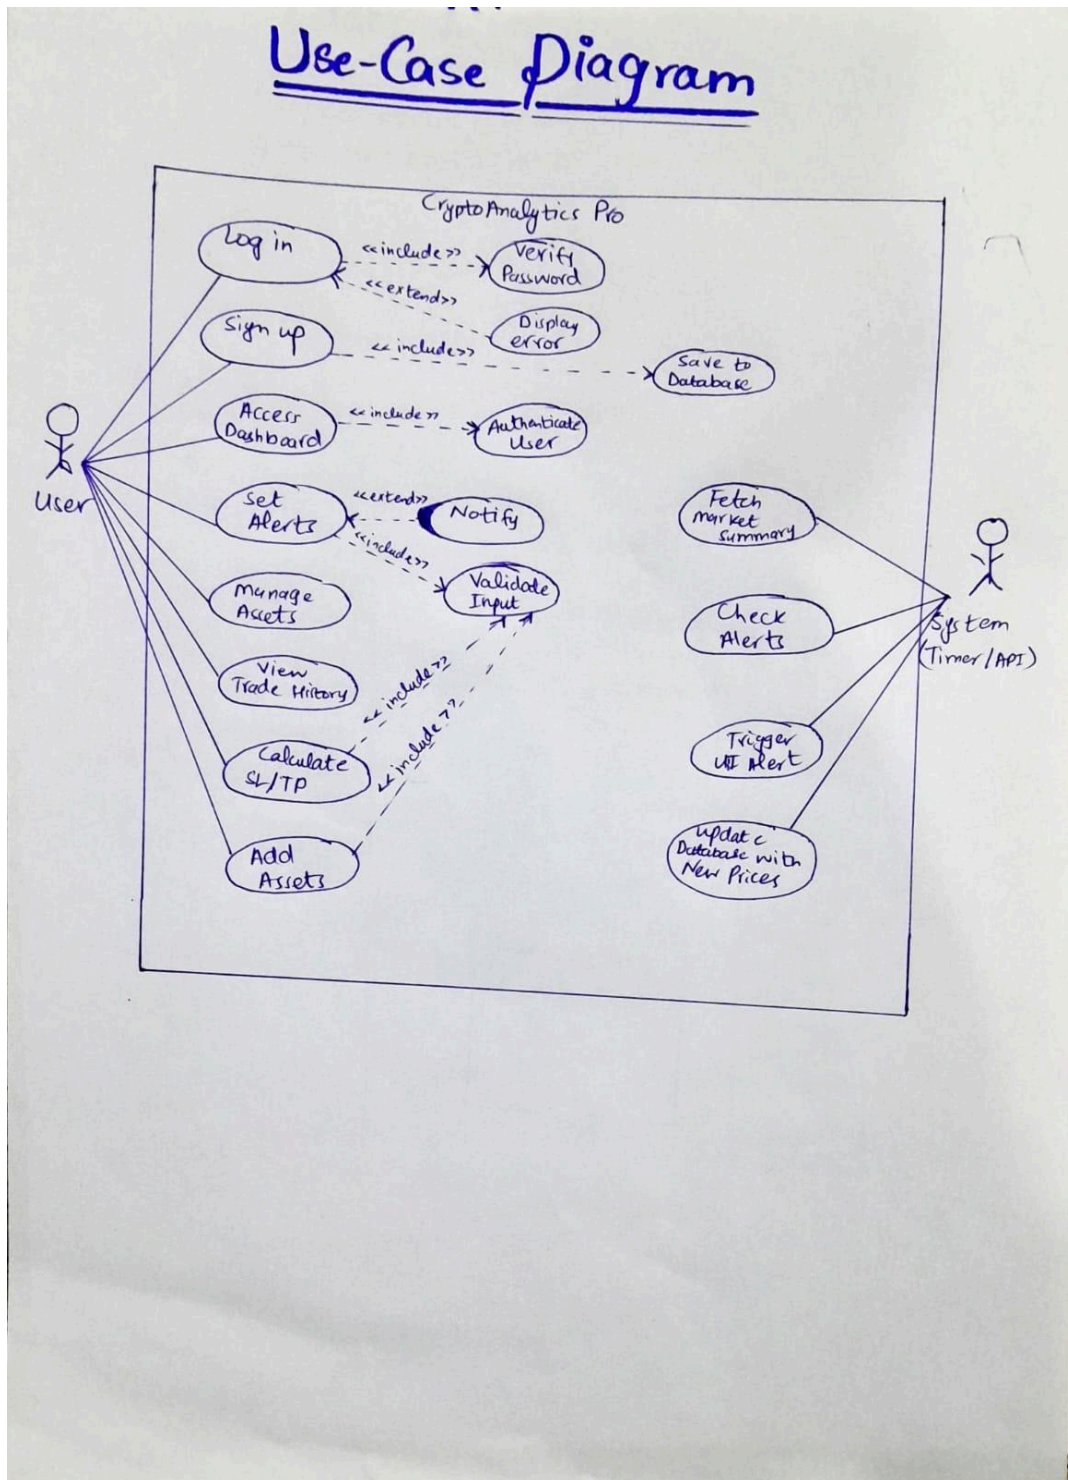 Use-Case Diagram
CryptoAnalytics Pro
Log in
<<include>>
Verify
Password
<<extend>>
Display
error
Sign up
<<include>>
Save to
Database
Access
Dashboard
<<include>>
Authenticate
User
User
Set
Alerts
<<extend>>
Notify
<<include>>
Validate
Input
Manage
Assets
View
Trade History
Calculate
SL/TP
<<include>>
Add
Assets
<<include>>
Fetch
Market
Summary
Check
Alerts
Trigger
UI Alert
Update
Database with
New Prices
System
(Timer/API)